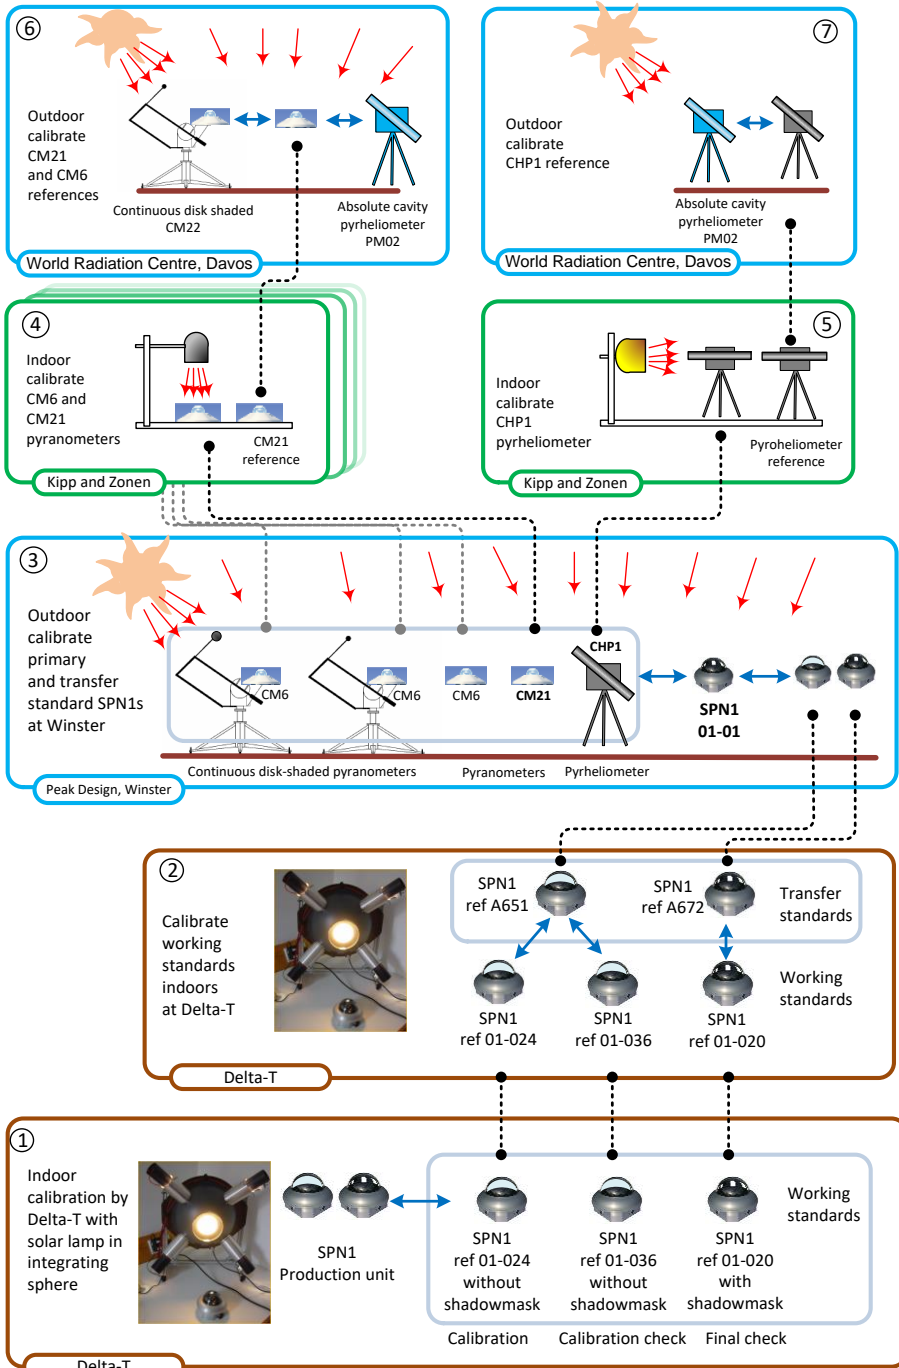 6
Outdoor
calibrate
CM21
and CM6
references
Continuous disk shaded
CM22
Absolute cavity
pyrheliometer
PM02
World Radiation Centre, Davos
7
Outdoor
calibrate
CHP1 reference
Absolute cavity
pyrheliometer
PM02
World Radiation Centre, Davos
4
Indoor
calibrate
CM6 and
CM21
pyranometers
CM21
reference
Kipp and Zonen
5
Indoor
calibrate
CHP1
pyrheliometer
Pyroheliometer
reference
Kipp and Zonen
3
Outdoor
calibrate
primary
and transfer
standard SPN1s
at Winster
CM6
CM6
CM6
CM21
CHP1
SPN1
01-01
Continuous disk-shaded pyranometers
Pyranometers
Pyrheliometer
Peak Design, Winster
2
Calibrate
working
standards
indoors
at Delta-T
SPN1
ref A651
SPN1
ref A672
Transfer
standards
SPN1
ref 01-024
SPN1
ref 01-036
SPN1
ref 01-020
Working
standards
Delta-T
1
Indoor
calibration by
Delta-T with
solar lamp in
integrating
sphere
SPN1
Production unit
SPN1
ref 01-024
without
shadowmask
SPN1
ref 01-036
without
shadowmask
SPN1
ref 01-020
with
shadowmask
Working
standards
Calibration
Calibration check
Final check
Delta-T